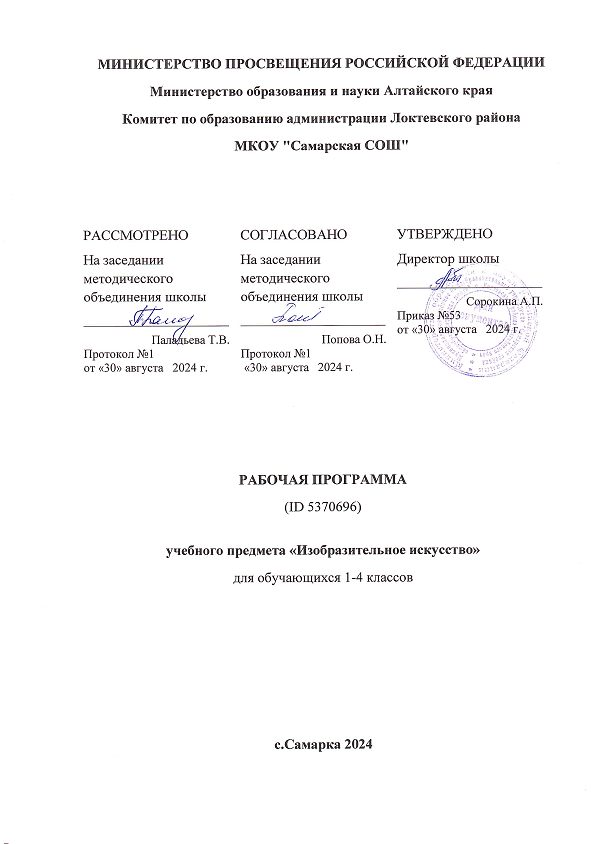 МИНИСТЕРСТВО ПРОСВЕЩЕНИЯ РОССИЙСКОЙ ФЕДЕРАЦИИ
Министерство образования и науки Алтайского края
Комитет по образованию администрации Локтевского района
МКОУ "Самарская СОШ"
РАССМОТРЕНО
На заседании
методического
объединения школы
Паладьева Т.В.
Протокол №1
от «30» августа 2024 г.
СОГЛАСОВАНО
На заседании
методического
объединения школы
Попова О.Н.
Протокол №1
«30» августа 2024 г.
УТВЕРЖДЕНО
Директор школы
Сорокина А.П.
Приказ №53
от «30» августа 2024 г.
РАБОЧАЯ ПРОГРАММА
(ID 5370696)
учебного предмета «Изобразительное искусство»
для обучающихся 1-4 классов
с.Самарка 2024